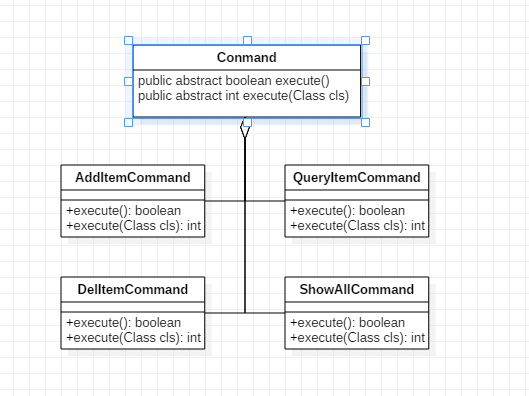 Conmand
public abstract boolean execute()
public abstract int execute(Class cls)
AddItemCommand
+execute(): boolean
+execute(Class cls): int
QueryItemCommand
+execute(): boolean
+execute(Class cls): int
DelItemCommand
+execute(): boolean
+execute(Class cls): int
ShowAllCommand
+execute(): boolean
+execute(Class cls): int